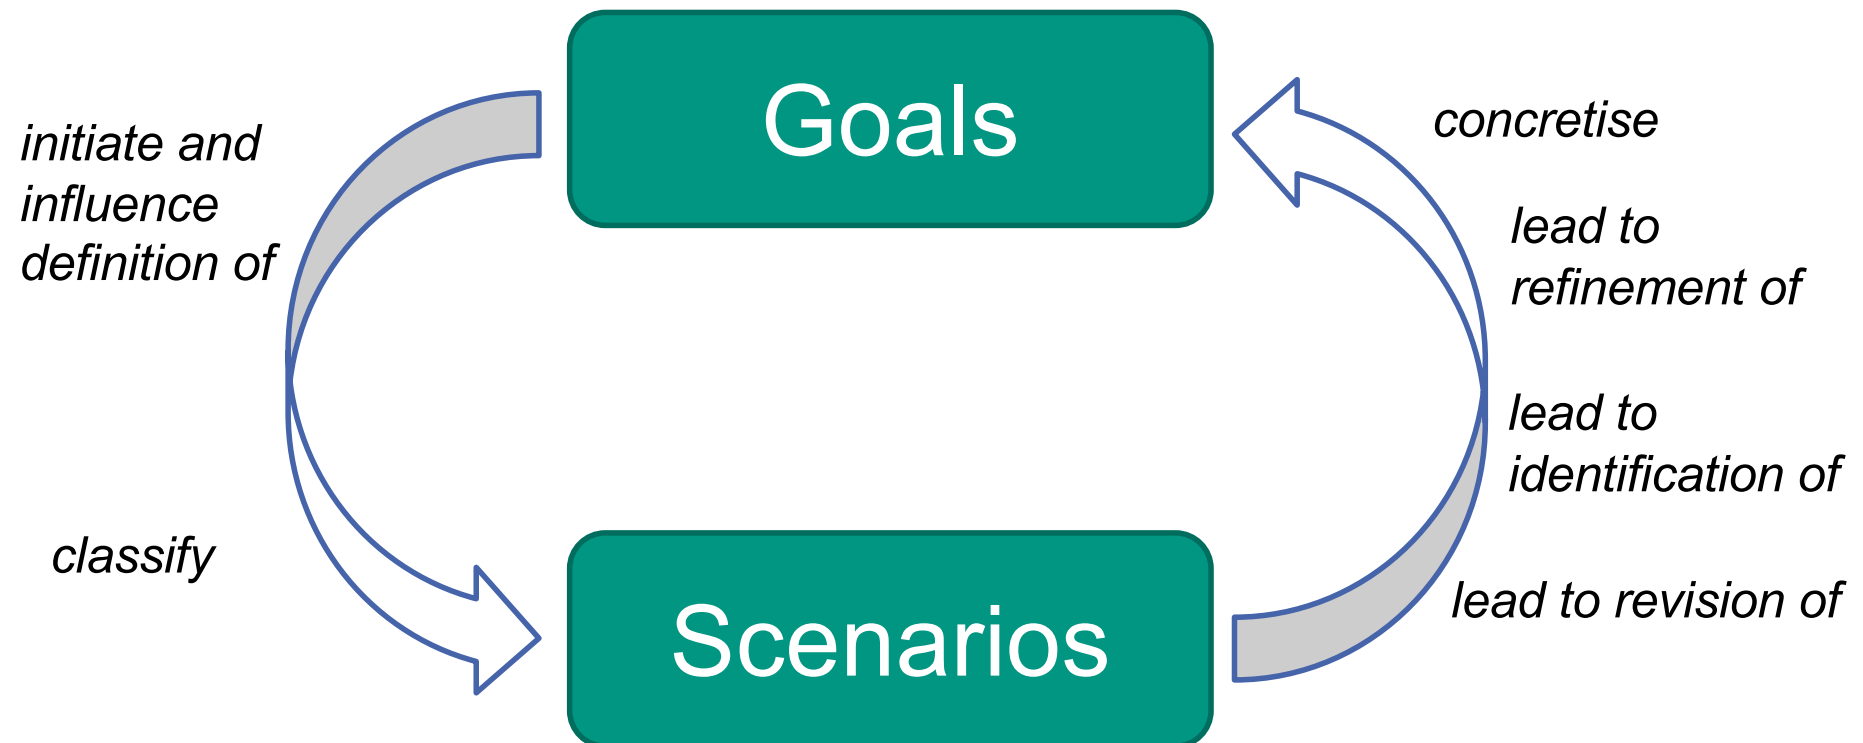 Goals
initiate and
influence
definition of
classify
concretise
lead to
refinement of
lead to
identification of
lead to revision of
Scenarios